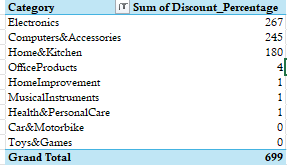 Category Sum of Discount_Percentage
Electronics 267
Computers&Accessories 245
Home&Kitchen 180
OfficeProducts 4
HomeImprovement 1
MusicalInstruments 1
Health&PersonalCare 1
Car&Motorbike 0
Toys&Games 0
Grand Total 699